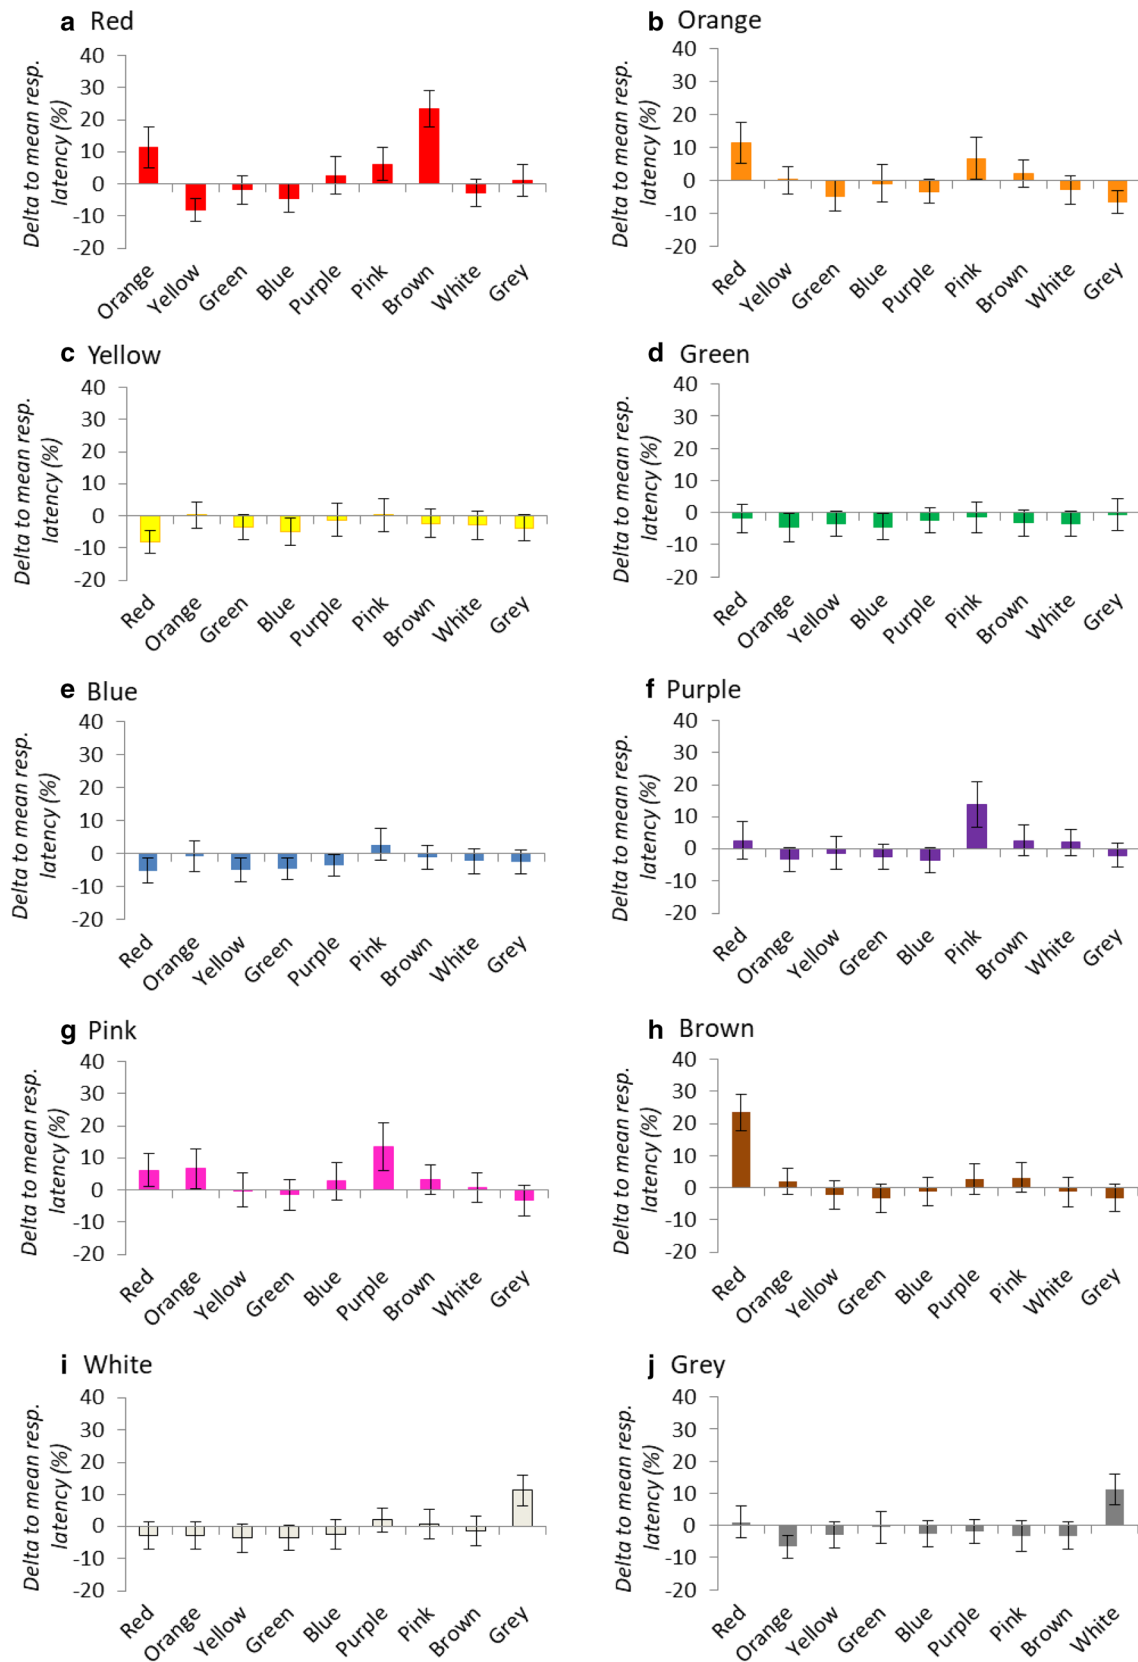 a Red
Delta to mean resp.
latency (%)
40
30
20
10
0
-10
-20
Orange
Yellow
Green
Blue
Purple
Pink
Brown
White
Grey
b Orange
Delta to mean resp.
latency (%)
40
30
20
10
0
-10
-20
Red
Yellow
Green
Blue
Purple
Pink
Brown
White
Grey
c Yellow
Delta to mean resp.
latency (%)
40
30
20
10
0
-10
-20
Red
Orange
Green
Blue
Purple
Pink
Brown
White
Grey
d Green
Delta to mean resp.
latency (%)
40
30
20
10
0
-10
-20
Red
Orange
Yellow
Blue
Purple
Pink
Brown
White
Grey
e Blue
Delta to mean resp.
latency (%)
40
30
20
10
0
-10
-20
Red
Orange
Yellow
Green
Purple
Pink
Brown
White
Grey
f Purple
Delta to mean resp.
latency (%)
40
30
20
10
0
-10
-20
Red
Orange
Yellow
Green
Blue
Pink
Brown
White
Grey
g Pink
Delta to mean resp.
latency (%)
40
30
20
10
0
-10
-20
Red
Orange
Yellow
Green
Blue
Purple
Brown
White
Grey
h Brown
Delta to mean resp.
latency (%)
40
30
20
10
0
-10
-20
Red
Orange
Yellow
Green
Blue
Purple
Pink
White
Grey
i White
Delta to mean resp.
latency (%)
40
30
20
10
0
-10
-20
Red
Orange
Yellow
Green
Blue
Purple
Pink
Brown
Grey
j Grey
Delta to mean resp.
latency (%)
40
30
20
10
0
-10
-20
Red
Orange
Yellow
Green
Blue
Purple
Pink
Brown
White